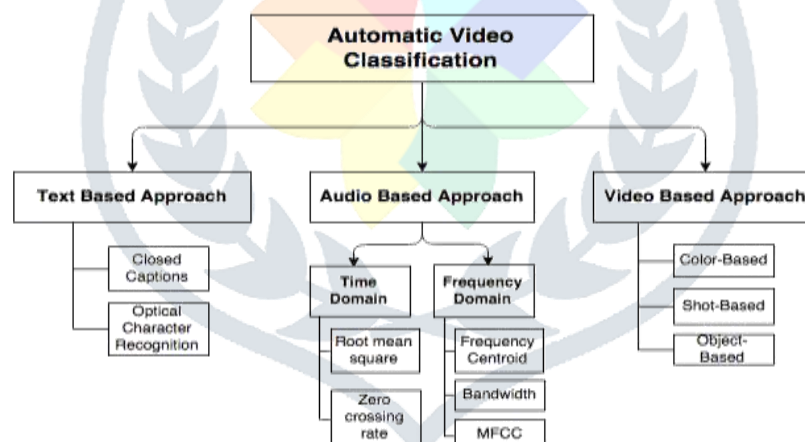 Automatic Video
Classification
Text Based Approach
Audio Based Approach
Video Based Approach
Closed
Captions
Optical
Character
Recognition
Time
Domain
Root mean
square
Zero
crossing
rate
Frequency
Domain
Frequency
Centroid
Bandwidth
MFCC
Color-Based
Shot-Based
Object-
Based